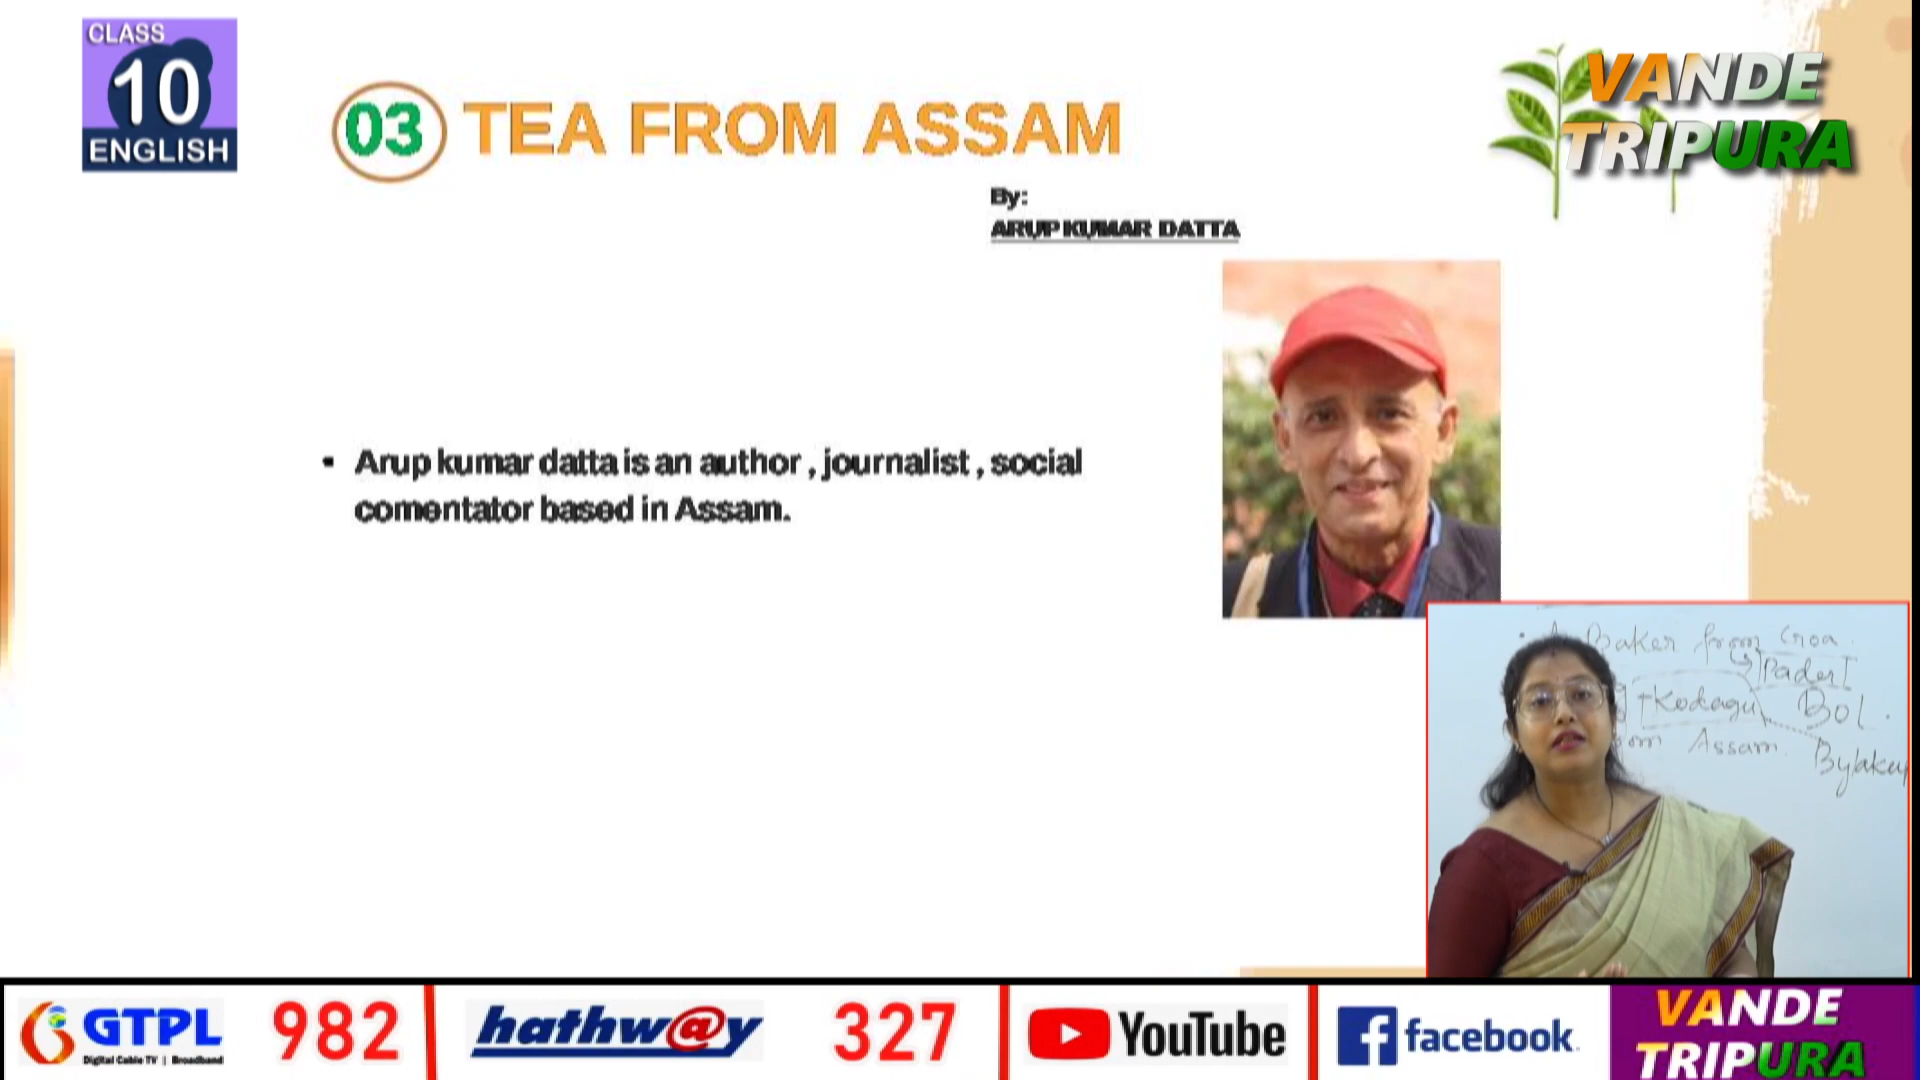 CLASS
10
ENGLISH
03 TEA FROM ASSAM
VANDE
TRIPURA
By:
ARUP KUMAR DATTA
▪ Arup kumar datta is an author , journalist , social
comentator based in Assam.
Baker from Goa.
Kodagu
BOL.
Assam.
GTPL
Digital Cable TV | Broadband
982
hathw@y
327
YouTube
facebook
VANDE
TRIPURA